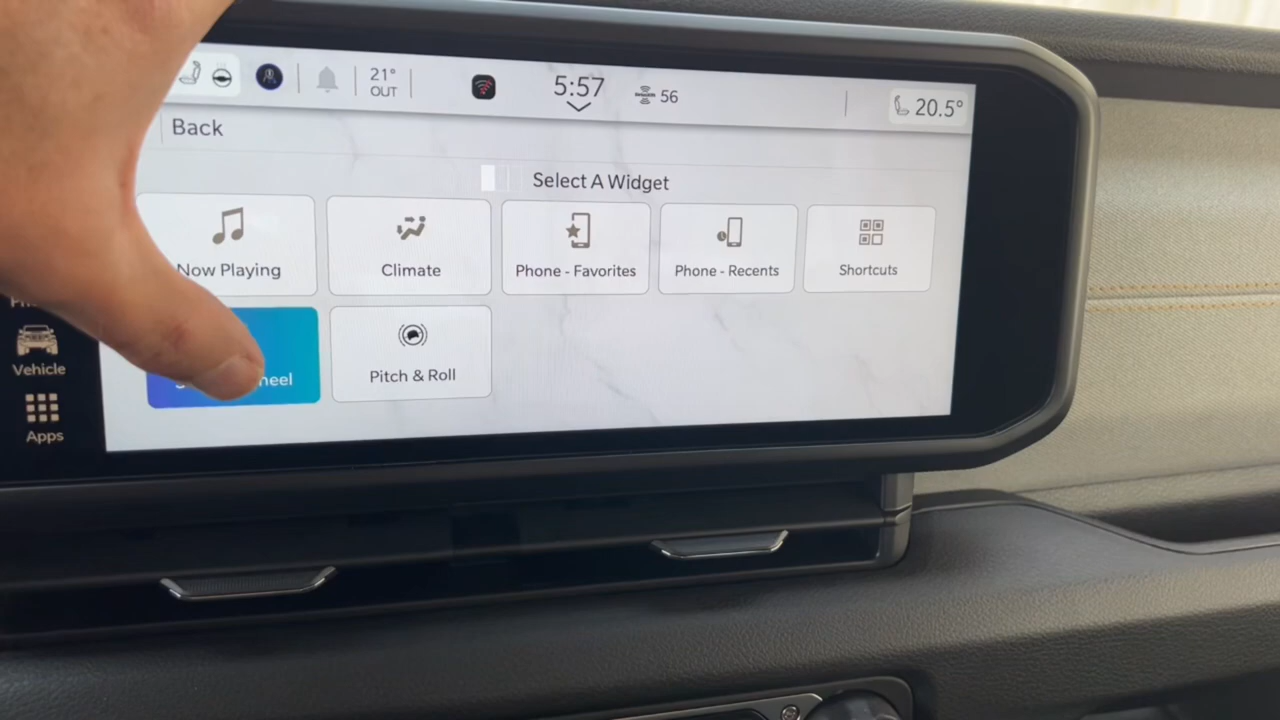 21°
OUT
5:57
56
20.5°
Back
Select A Widget
Now Playing
Climate
Phone - Favorites
Phone - Recents
Shortcuts
Pitch & Roll
Vehicle
Apps